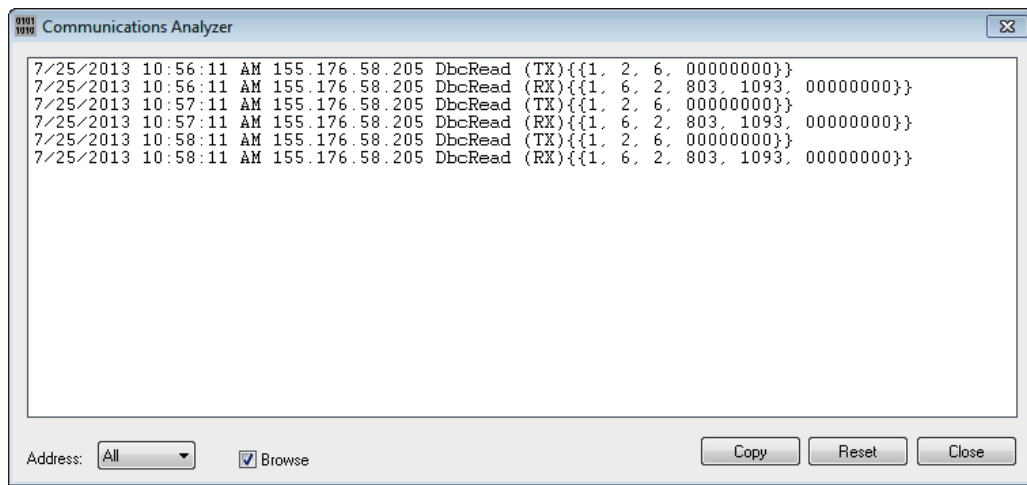 0101
1010
Communications Analyzer
7/25/2013 10:56:11 AM 155.176.58.205 DbcRead (TX){{1, 2, 6, 00000000}}
7/25/2013 10:56:11 AM 155.176.58.205 DbcRead (RX){{1, 6, 2, 803, 1093, 00000000}}
7/25/2013 10:57:11 AM 155.176.58.205 DbcRead (TX){{1, 2, 6, 00000000}}
7/25/2013 10:57:11 AM 155.176.58.205 DbcRead (RX){{1, 6, 2, 803, 1093, 00000000}}
7/25/2013 10:58:11 AM 155.176.58.205 DbcRead (TX){{1, 2, 6, 00000000}}
7/25/2013 10:58:11 AM 155.176.58.205 DbcRead (RX){{1, 6, 2, 803, 1093, 00000000}}
Address: All Browse Copy Reset Close